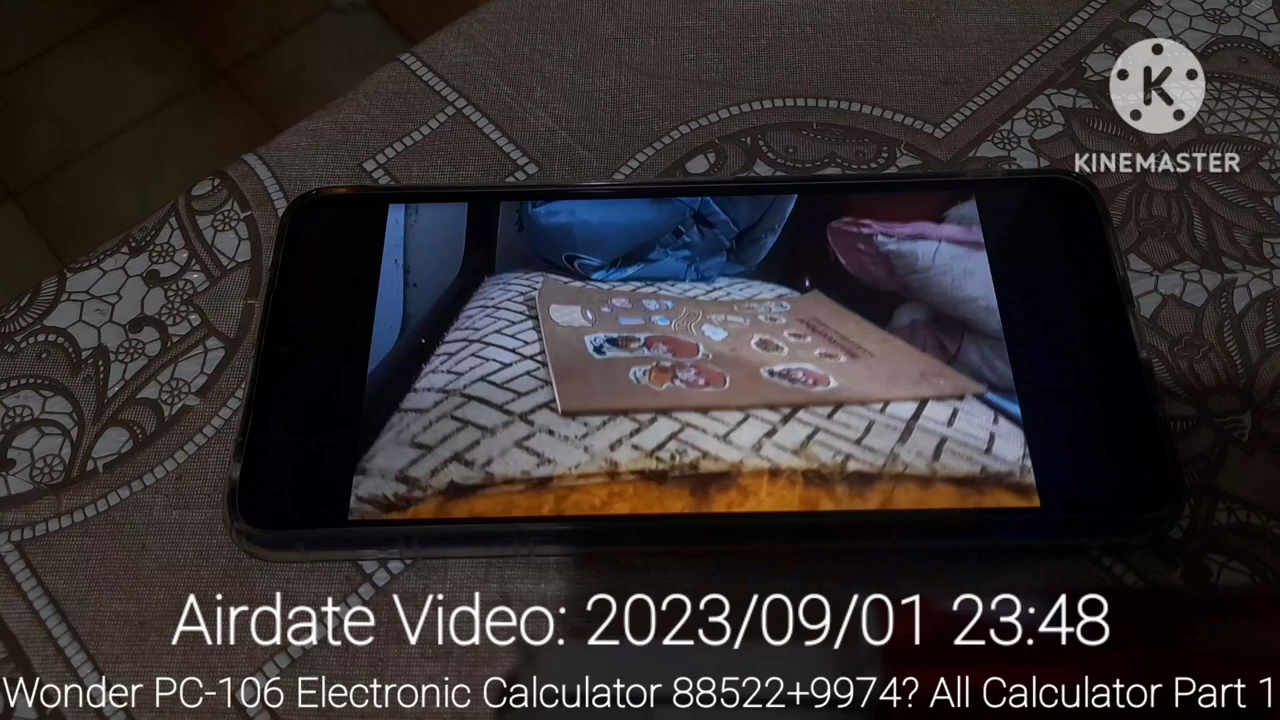 KINEMASTER
Airdate Video: 2023/09/01 23:48
Wonder PC-106 Electronic Calculator 88522+9974? All Calculator Part 1